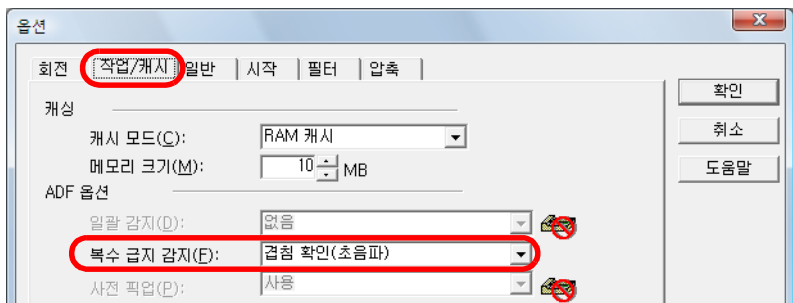 옵션
회전 작업/캐시 일반 시작 필터 압축
캐싱
캐시 모드(C): RAM 캐시
메모리 크기(M): 10 MB
ADF 옵션
일괄 감지(D): 없음
복수 급지 감지(F): 겹침 확인(초음파)
사전 픽업(P): 사용
확인
취소
도움말